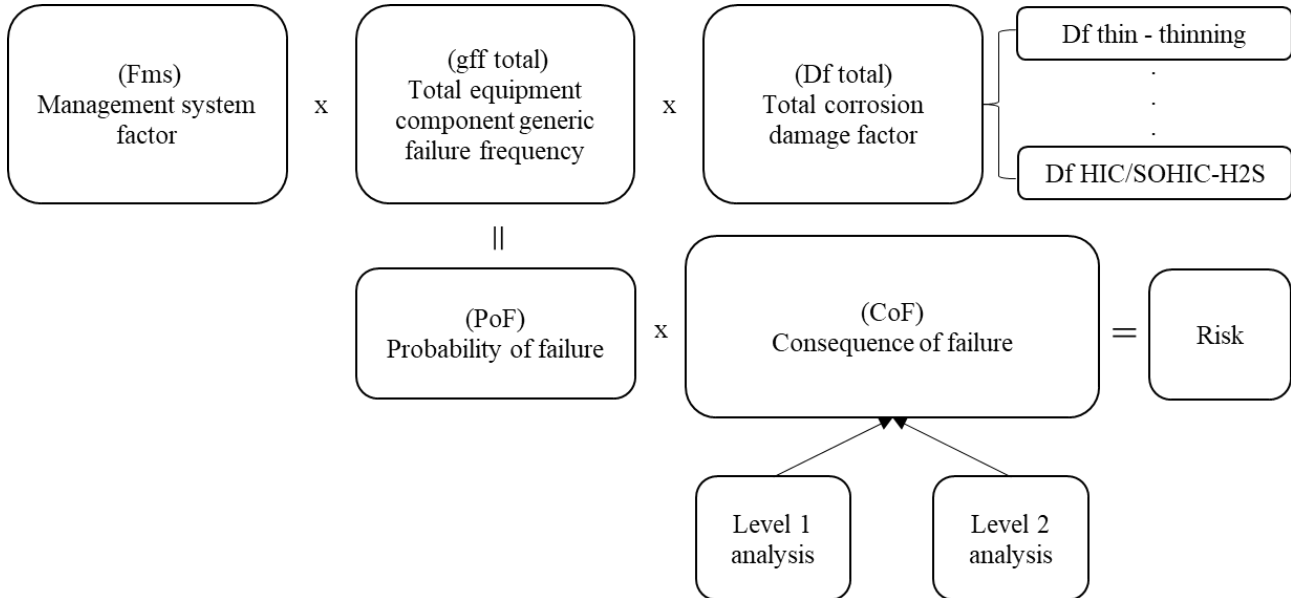 (Fms)
Management system
factor
x
(gff total)
Total equipment
component generic
failure frequency
x
(Df total)
Total corrosion
damage factor
Df thin - thinning
.
.
.
Df HIC/SOHIC-H2S
||
(PoF)
Probability of failure
x
(CoF)
Consequence of failure
=
Risk
Level 1
analysis
Level 2
analysis